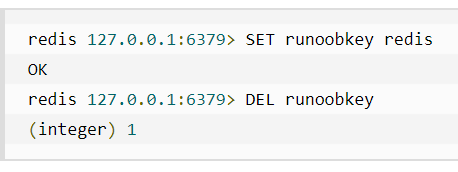 redis 127.0.0.1:6379> SET runoobkey redis
OK
redis 127.0.0.1:6379> DEL runoobkey
(integer) 1